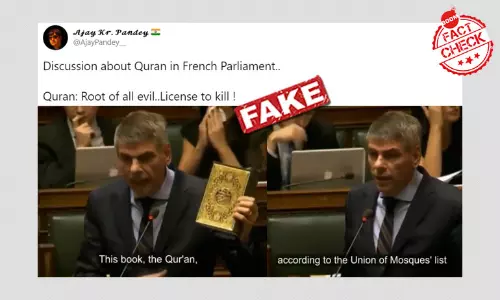 Ajay Kr. Pandey 🇮🇳
@AjayPandey__
Discussion about Quran in French Parliament..
Quran: Root of all evil..License to kill !
BOOM
FACT
CHECK
FAKE
This book, the Qur'an,
according to the Union of Mosques' list